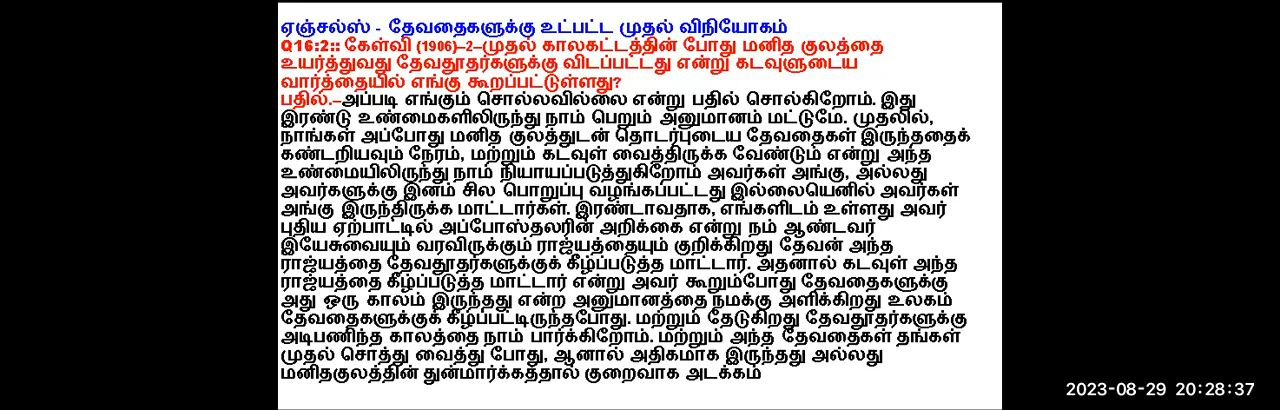 ஏஞ்சல்ஸ் - தேவதைகளுக்கு உட்பட்ட முதல் விநியோகம்
Q16:2:: கேள்வி (1906)–2–(முதல் காலகட்டத்தின் போது மனித குலத்தை
உயர்த்துவது தேவதூதர்களுக்கு விடப்பட்டது என்று கடவுளுடைய
வார்த்தையில் எங்கு கூறப்பட்டுள்ளது?
பதில்.–அப்படி எங்கும் சொல்லவில்லை என்று பதில் சொல்கிறோம். இது
இரண்டு உண்மைகளிலிருந்து நாம் பெறும் அனுமானம் மட்டுமே. முதலில்,
நாங்கள் அப்போது மனித குலத்துடன் தொடர்புடைய தேவதைகள் இருந்ததைக்
கண்டறியவும் நேரம், மற்றும் கடவுள் வைத்திருக்க வேண்டும் என்று அந்த
உண்மையிலிருந்து நாம் நியாயப்படுத்துகிறோம் அவர்கள் அங்கு, அல்லது
அவர்களுக்கு இனம் சில பொறுப்பு வழங்கப்பட்டது இல்லையெனில் அவர்கள்
அங்கு இருந்திருக்க மாட்டார்கள். இரண்டாவதாக, எங்களிடம் உள்ளது அவர்
புதிய ஏற்பாட்டில் அப்போஸ்தலரின் அறிக்கை என்று நம் ஆண்டவர்
இயேசுவையும் வரவிருக்கும் ராஜ்யத்தையும் குறிக்கிறது தேவன் அந்த
ராஜ்யத்தை தேவதூதர்களுக்குக் கீழ்ப்படுத்த மாட்டார். அதனால் கடவுள் அந்த
ராஜ்யத்தை கீழ்ப்படுத்த மாட்டார் என்று அவர் கூறும்போது தேவதைகளுக்கு
அது ஒரு காலம் இருந்தது என்ற அனுமானத்தை நமக்கு அளிக்கிறது உலகம்
தேவதைகளுக்குக் கீழ்ப்பட்டிருந்தபோது. மற்றும் தேடுகிறது தேவதூதர்களுக்கு
அடிபணிந்த காலத்தை நாம் பார்க்கிறோம். மற்றும் அந்த தேவதைகள் தங்கள்
முதல் சொத்து வைத்து போது, ஆனால் அதிகமாக இருந்தது அல்லது
மனிதகுலத்தின் துன்மார்க்கத்தால் குறைவாக அடக்கம்
2023-08-29 20:28:37